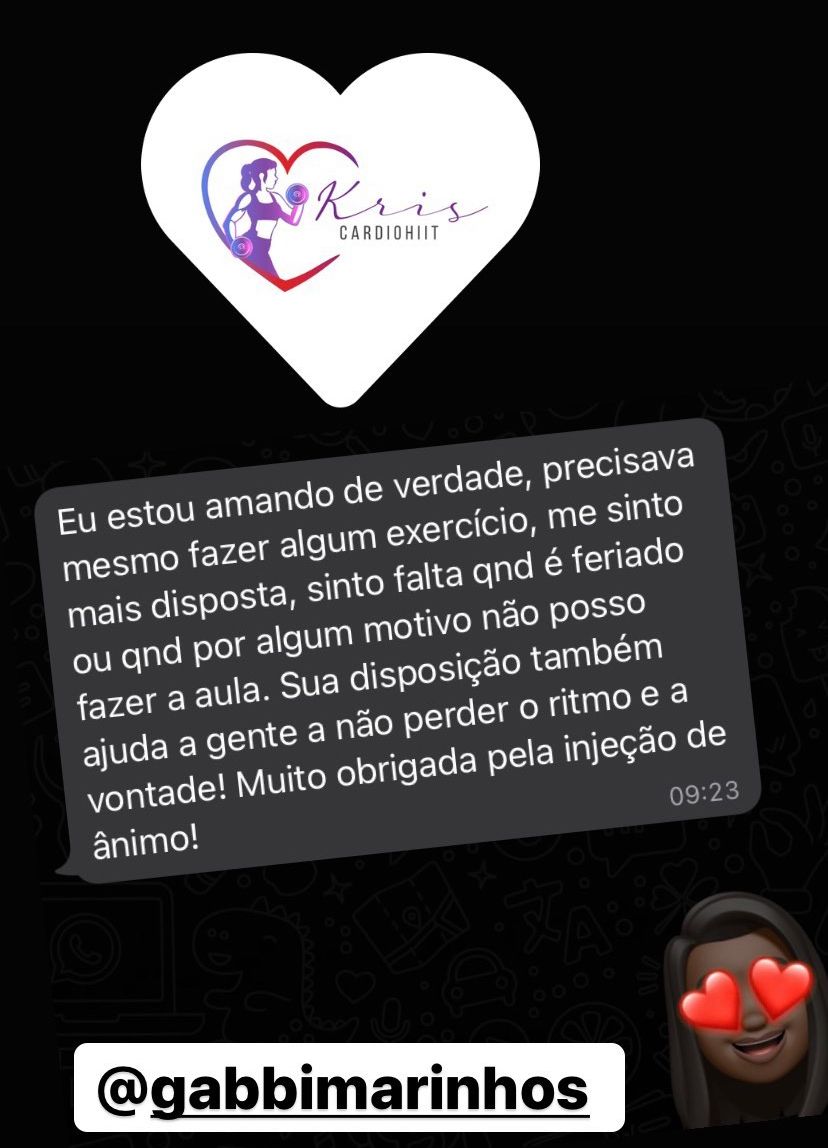 Kris
CARDIOHIIT
Eu estou amando de verdade, precisava
mesmo fazer algum exercício, me sinto
mais disposta, sinto falta qnd é feriado
ou qnd por algum motivo não posso
fazer a aula. Sua disposição também
ajuda a gente a não perder o ritmo e a
vontade! Muito obrigada pela injeção de
ânimo!
09:23
@gabbimarinhos